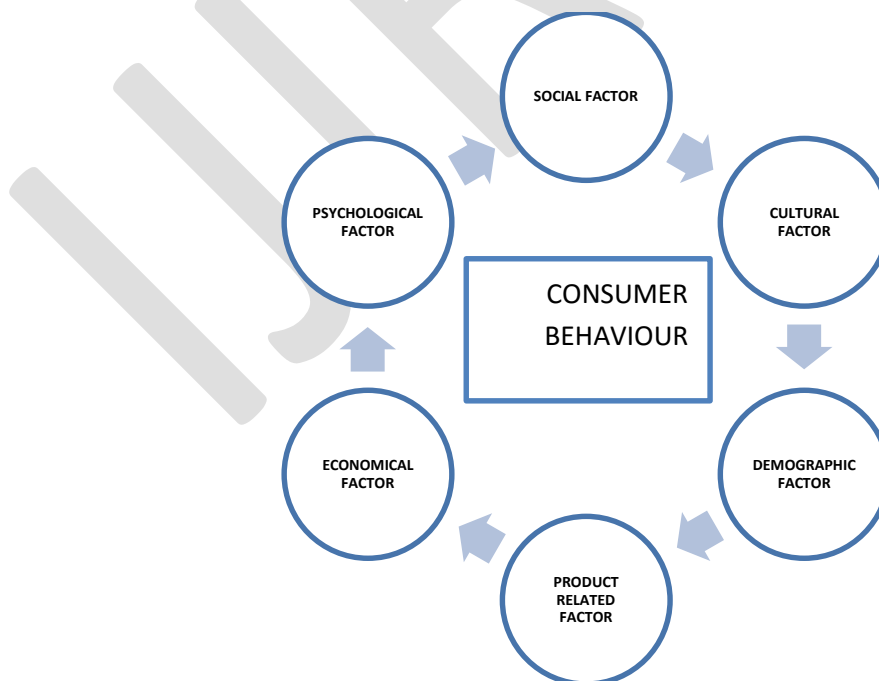 SOCIAL FACTOR
CULTURAL
FACTOR
DEMOGRAPHIC
FACTOR
PRODUCT
RELATED
FACTOR
ECONOMICAL
FACTOR
PSYCHOLOGICAL
FACTOR
CONSUMER
BEHAVIOUR